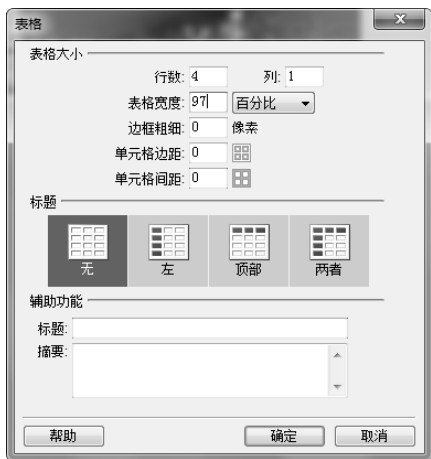 表格
表格大小
行数: 4 列: 1
表格宽度: 97 百分比
边框粗细: 0 像素
单元格边距: 0
单元格间距: 0
标题
无 左 顶部 两者
辅助功能
标题:
摘要:
帮助 确定 取消